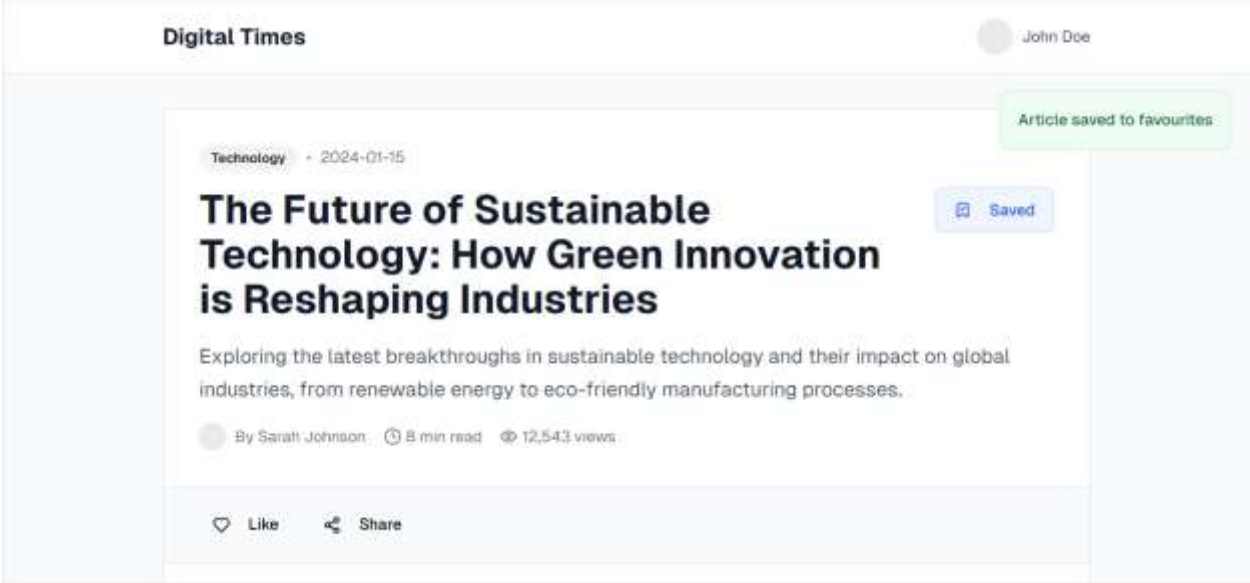 Digital Times
John Doe
Article saved to favourites
Technology • 2024-01-15
The Future of Sustainable
Technology: How Green Innovation
is Reshaping Industries
Saved
Exploring the latest breakthroughs in sustainable technology and their impact on global
industries, from renewable energy to eco-friendly manufacturing processes.
By Sarah Johnson 8 min read 12,543 views
Like Share